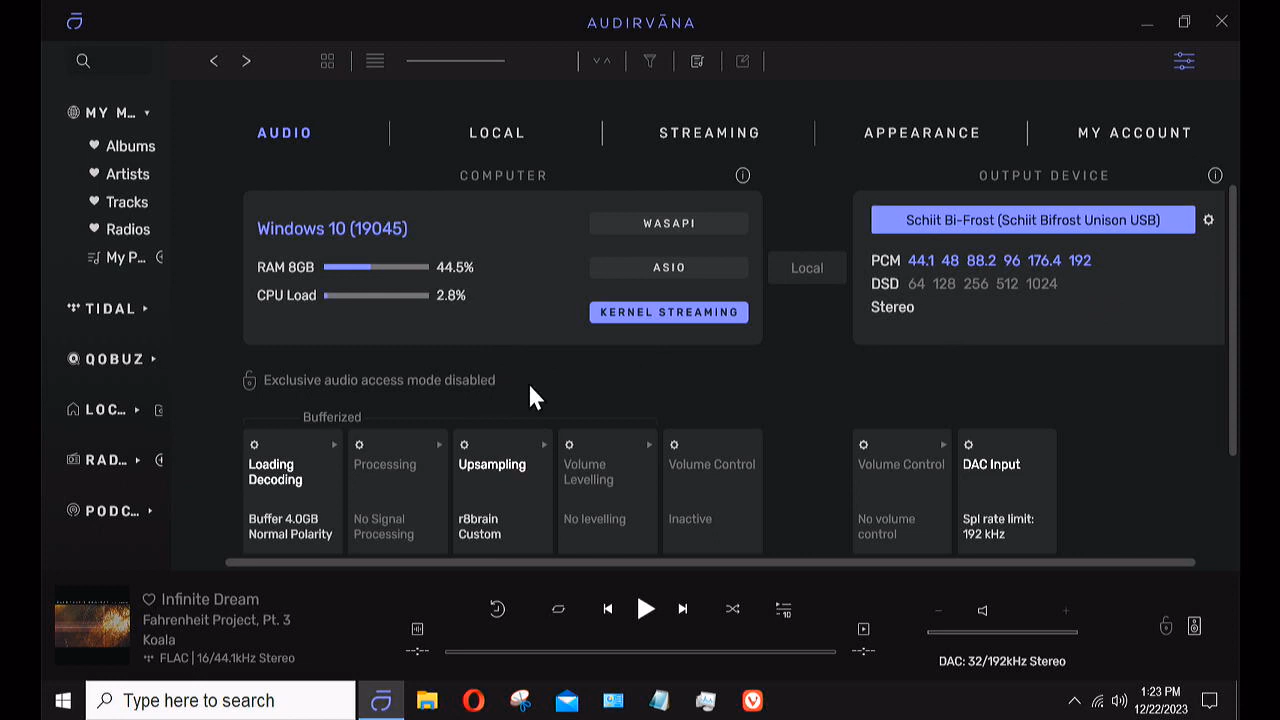 AUDIRVĀNA
MY M...
Albums
Artists
Tracks
Radios
My P...
TIDAL
QOBUZ
LOC...
RAD...
PODC...
AUDIO
LOCAL
STREAMING
APPEARANCE
MY ACCOUNT
COMPUTER
Windows 10 (19045)
RAM 8GB 44.5%
CPU Load 2.8%
WASAPI
ASIO
KERNEL STREAMING
Local
OUTPUT DEVICE
Schiit Bi-Frost (Schiit Bifrost Unison USB)
PCM 44.1 48 88.2 96 176.4 192
DSD 64 128 256 512 1024
Stereo
Exclusive audio access mode disabled
Bufferized
Loading
Decoding
Buffer 4.0GB
Normal Polarity
Processing
No Signal
Processing
Upsampling
r8brain
Custom
Volume
Levelling
No levelling
Volume Control
Inactive
Volume Control
No volume
control
DAC Input
Spl rate limit:
192 kHz
Infinite Dream
Fahrenheit Project, Pt. 3
Koala
FLAC | 16/44.1kHz Stereo
10
DAC: 32/192kHz Stereo
Type here to search
1:23 PM
12/22/2023